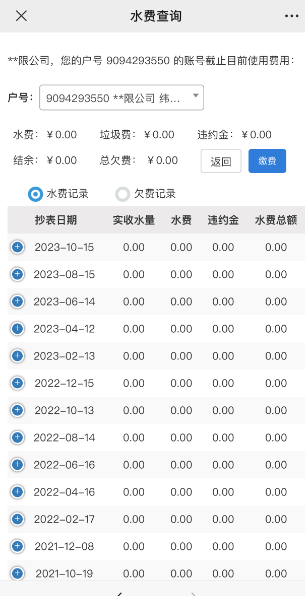 水费查询
**限公司，您的户号 9094293550 的账号截止目前使用费用：
户号： 9094293550 **限公司 纬...
水费： ￥0.00 垃圾费： ￥0.00 违约金： ￥0.00
结余： ￥0.00 总欠费： ￥0.00 返回 缴费
水费记录 欠费记录
抄表日期 实收水量 水费 违约金 水费总额
2023-10-15 0.00 0.00 0.00 0.00
2023-08-15 0.00 0.00 0.00 0.00
2023-06-14 0.00 0.00 0.00 0.00
2023-04-12 0.00 0.00 0.00 0.00
2023-02-13 0.00 0.00 0.00 0.00
2022-12-15 0.00 0.00 0.00 0.00
2022-10-13 0.00 0.00 0.00 0.00
2022-08-14 0.00 0.00 0.00 0.00
2022-06-16 0.00 0.00 0.00 0.00
2022-04-16 0.00 0.00 0.00 0.00
2022-02-17 0.00 0.00 0.00 0.00
2021-12-08 0.00 0.00 0.00 0.00
2021-10-19 0.00 0.00 0.00 0.00